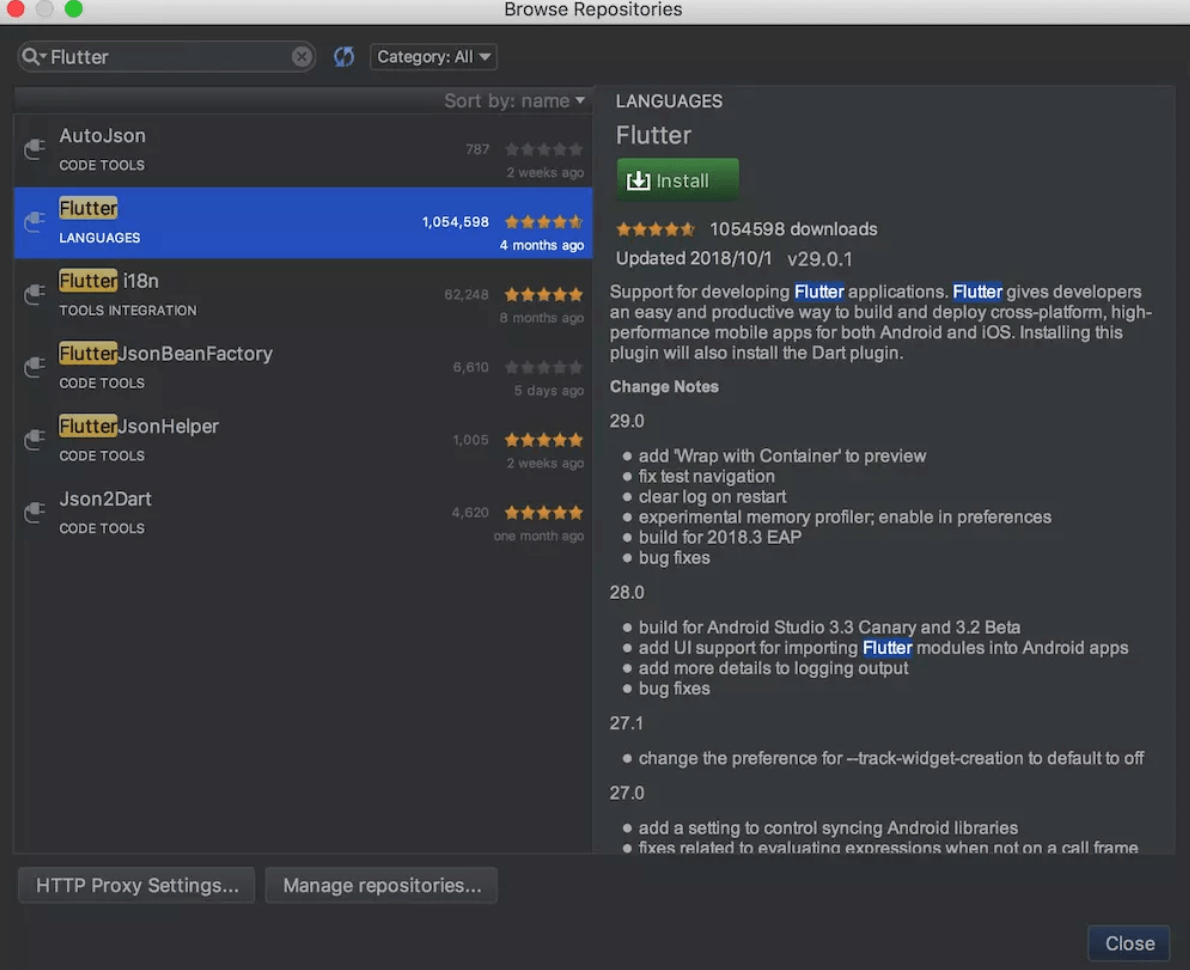 Browse Repositories
Flutter
Category: All
Sort by: name
AutoJson
787
CODE TOOLS
2 weeks ago
Flutter
1,054,598
LANGUAGES
4 months ago
Flutter i18n
62,248
TOOLS INTEGRATION
8 months ago
FlutterJsonBeanFactory
6,610
CODE TOOLS
5 days ago
FlutterJsonHelper
1,005
CODE TOOLS
2 weeks ago
Json2Dart
4,620
CODE TOOLS
one month ago
LANGUAGES
Flutter
Install
1054598 downloads
Updated 2018/10/1 v29.0.1
Support for developing Flutter applications. Flutter gives developers
an easy and productive way to build and deploy cross-platform, high-
performance mobile apps for both Android and iOS. Installing this
plugin will also install the Dart plugin.
Change Notes
29.0
● add 'Wrap with Container' to preview
● fix test navigation
● clear log on restart
● experimental memory profiler; enable in preferences
● build for 2018.3 EAP
● bug fixes
28.0
● build for Android Studio 3.3 Canary and 3.2 Beta
● add UI support for importing Flutter modules into Android apps
● add more details to logging output
● bug fixes
27.1
● change the preference for --track-widget-creation to default to off
27.0
● add a setting to control syncing Android libraries
● fixes related to evaluating expressions when not on a call frame
HTTP Proxy Settings...
Manage repositories...
Close